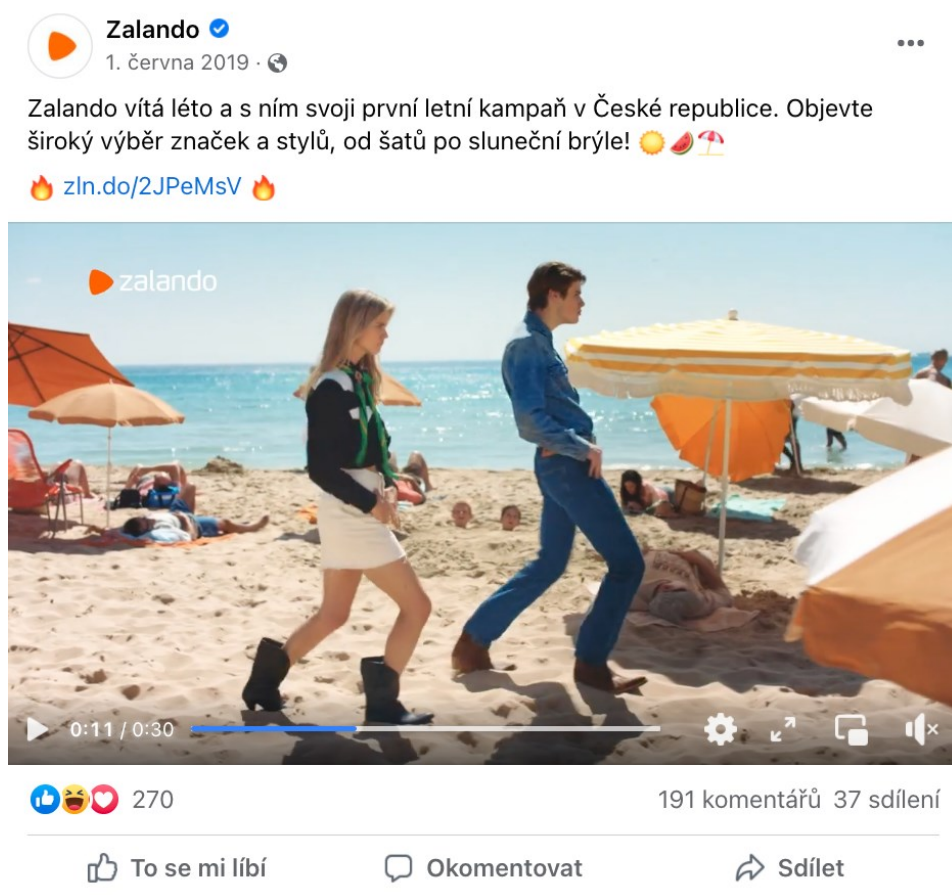 Zalando
1. června 2019 ·
Zalando vítá léto a s ním svoji první letní kampaň v České republice. Objevte
široký výběr značek a stylů, od šatů po sluneční brýle! ☀️🍉⛱️
🔥 zln.do/2JPeMsV 🔥
zalando
0:11 / 0:30
270
191 komentářů 37 sdílení
To se mi líbí
Okomentovat
Sdílet